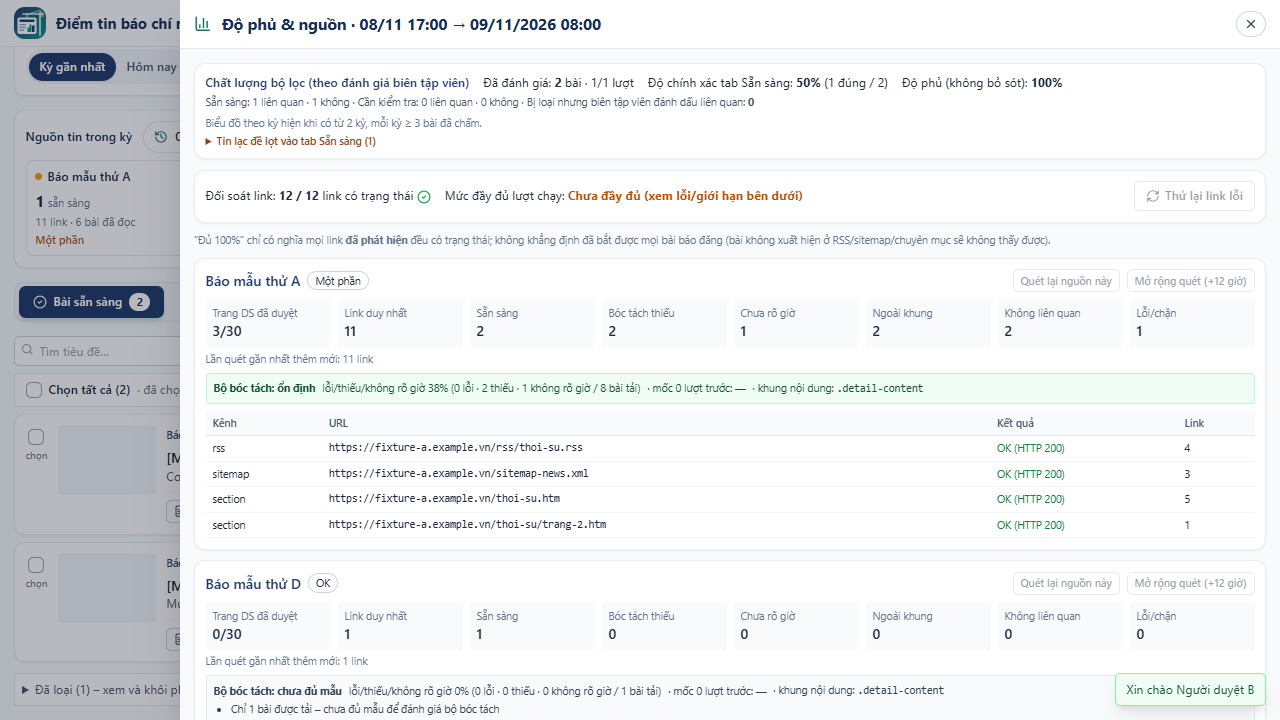 Điểm tin báo chí
Độ phủ & nguồn · 08/11 17:00 → 09/11/2026 08:00
Kỳ gần nhất
Hôm nay
Nguồn tin trong kỳ
Báo mẫu thử A
1 sẵn sàng
11 link · 6 bài đã đọc
Một phần
Bài sẵn sàng 2
Tìm tiêu đề...
Chọn tất cả (2) · đã chọ
chọn
chọn
Đã loại (1) – xem và khôi
Chất lượng bộ lọc (theo đánh giá biên tập viên) Đã đánh giá: 2 bài · 1/1 lượt Độ chính xác tab Sẵn sàng: 50% (1 đúng / 2) Độ phủ (không bỏ sót): 100%
Sẵn sàng: 1 liên quan · 1 không · Cần kiểm tra: 0 liên quan · 0 không · Bị loại nhưng biên tập viên đánh dấu liên quan: 0
Biểu đồ theo kỳ hiện khi có từ 2 kỳ, mỗi kỳ ≥ 3 bài đã chấm.
Tin lạc đề lọt vào tab Sẵn sàng (1)
Đối soát link: 12 / 12 link có trạng thái Mức đầy đủ lượt chạy: Chưa đầy đủ (xem lỗi/giới hạn bên dưới) Thử lại link lỗi
"Đủ 100%" chỉ có nghĩa mọi link đã phát hiện đều có trạng thái; không khẳng định đã bắt được mọi bài báo đăng (bài không xuất hiện ở RSS/sitemap/chuyên mục sẽ không thấy được).
Báo mẫu thử A Một phần Quét lại nguồn này Mở rộng quét (+12 giờ)
Trang DS đã duyệt Link duy nhất Sẵn sàng Bóc tách thiếu Chưa rõ giờ Ngoài khung Không liên quan Lỗi/chặn
3/30 11 2 2 1 2 2 1
Lần quét gần nhất thêm mới: 11 link
Bộ bóc tách: ổn định lỗi/thiếu/không rõ giờ 38% (0 lỗi · 2 thiếu · 1 không rõ giờ / 8 bài tải) · mốc 0 lượt trước: — · khung nội dung: .detail-content
Kênh URL Kết quả Link
rss https://fixture-a.example.vn/rss/thoi-su.rss OK (HTTP 200) 4
sitemap https://fixture-a.example.vn/sitemap-news.xml OK (HTTP 200) 3
section https://fixture-a.example.vn/thoi-su.htm OK (HTTP 200) 5
section https://fixture-a.example.vn/thoi-su/trang-2.htm OK (HTTP 200) 1
Báo mẫu thử D OK Quét lại nguồn này Mở rộng quét (+12 giờ)
Trang DS đã duyệt Link duy nhất Sẵn sàng Bóc tách thiếu Chưa rõ giờ Ngoài khung Không liên quan Lỗi/chặn
0/30 1 1 0 0 0 0 0
Lần quét gần nhất thêm mới: 1 link
Bộ bóc tách: chưa đủ mẫu lỗi/thiếu/không rõ giờ 0% (0 lỗi · 0 thiếu · 0 không rõ giờ / 1 bài tải) · mốc 0 lượt trước: — · khung nội dung: .detail-content
Chỉ 1 bài được tải – chưa đủ mẫu để đánh giá bộ bóc tách
Xin chào Người duyệt B